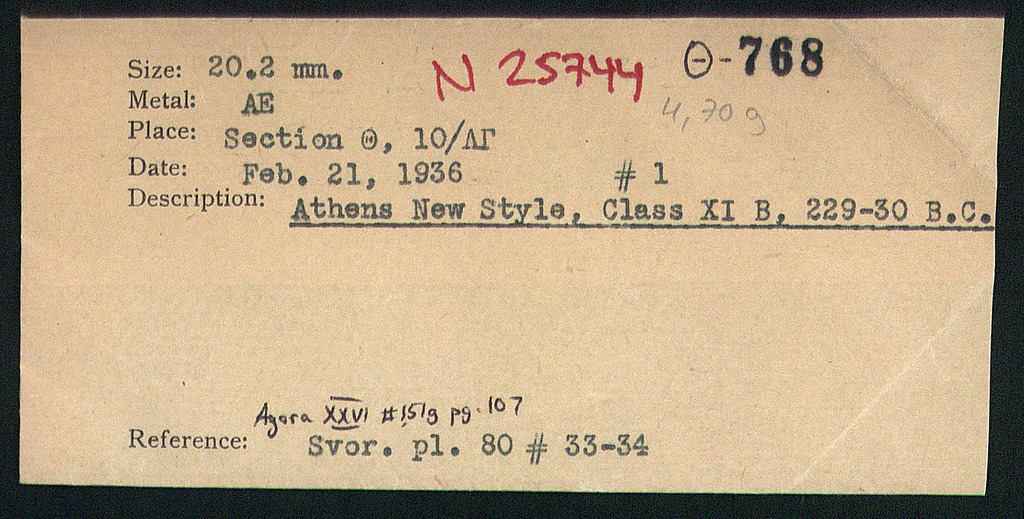 Size: 20.2 mm.
N 25744
Θ-768
Metal: AE
4,70 g
Place: Section Θ, 10/ΛΓ
Date: Feb. 21, 1936 # 1
Description: Athens New Style, Class XI B, 229-30 B.C.
Agora XXVI #151g pg. 107
Reference: Svor. pl. 80 # 33-34